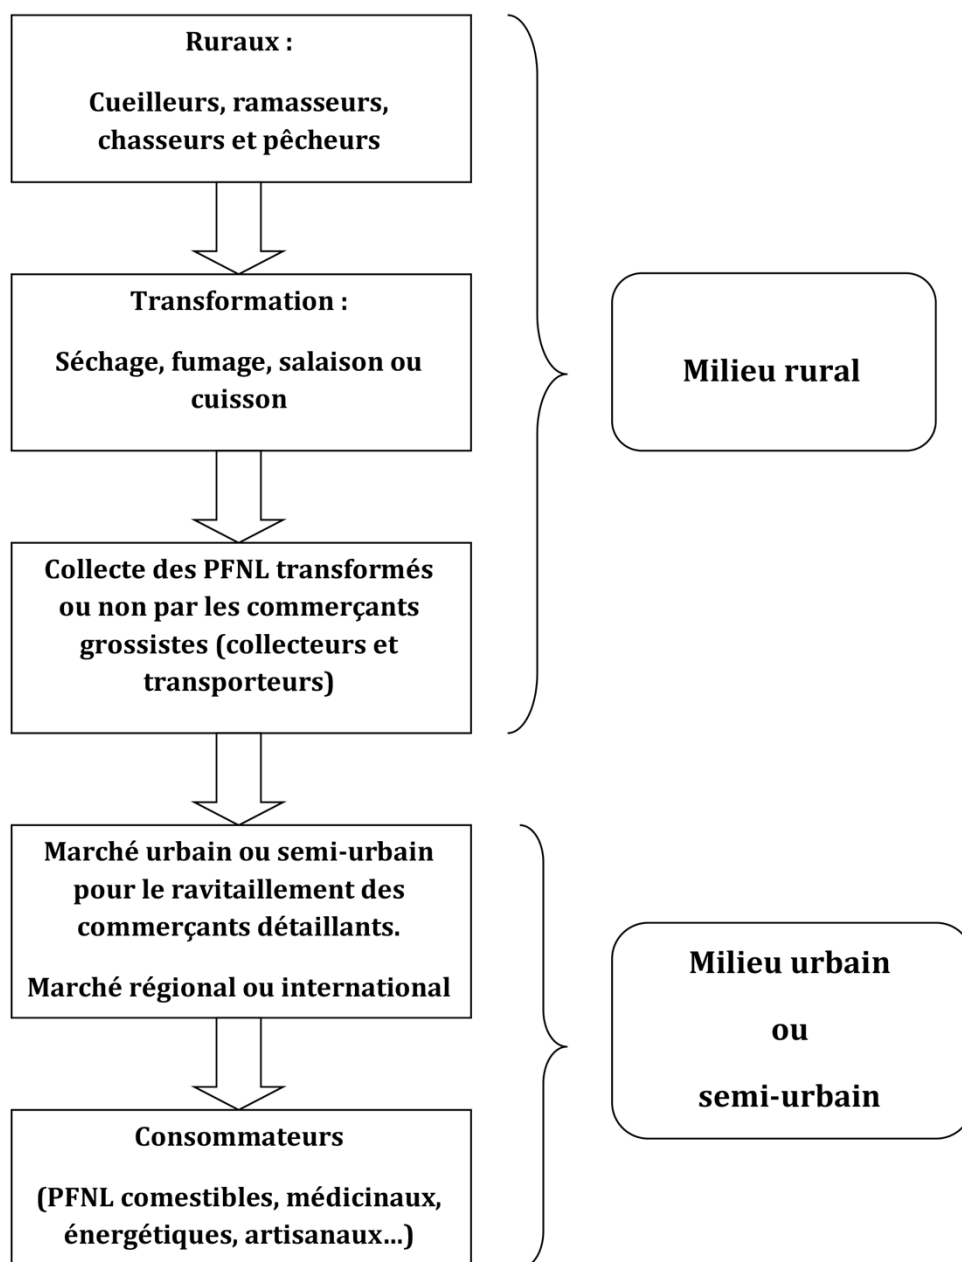 Ruraux :
Cueilleurs, ramasseurs,
chasseurs et pêcheurs
Transformation :
Séchage, fumage, salaison ou
cuisson
Milieu rural
Collecte des PFNL transformés
ou non par les commerçants
grossistes (collecteurs et
transporteurs)
Marché urbain ou semi-urbain
pour le ravitaillement des
commerçants détaillants.
Marché régional ou international
Milieu urbain
ou
semi-urbain
Consommateurs
(PFNL comestibles, médicinaux,
énergétiques, artisanaux...)